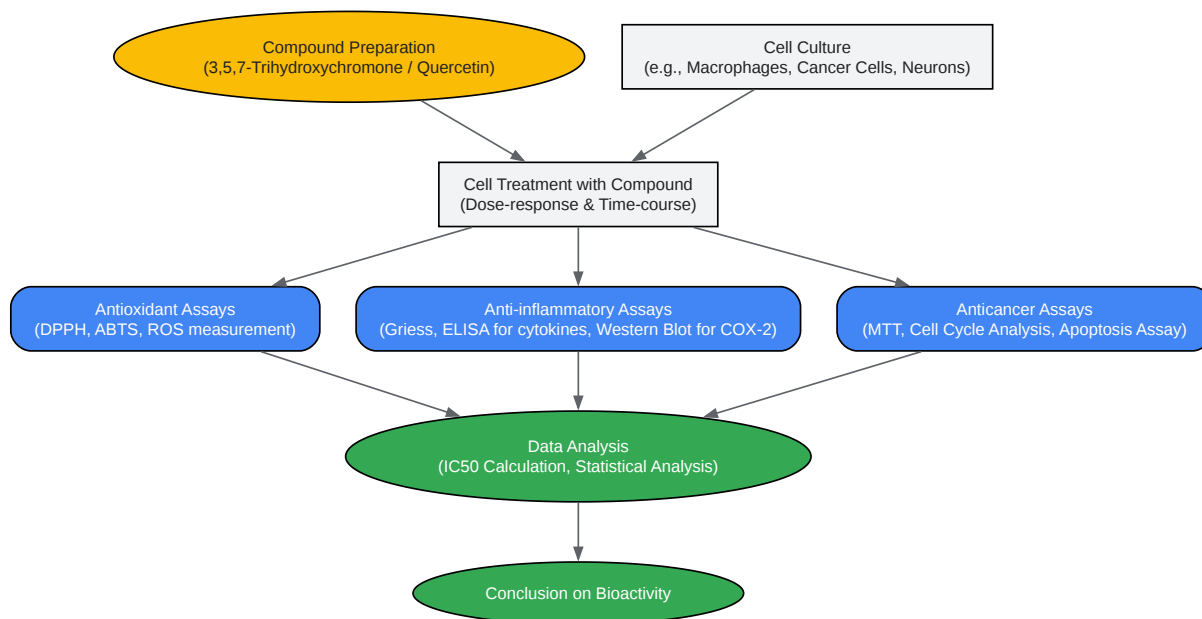 Compound Preparation
(3,5,7-Trihydroxychromone / Quercetin)
Cell Culture
(e.g., Macrophages, Cancer Cells, Neurons)
Cell Treatment with Compound
(Dose-response & Time-course)
Antioxidant Assays
(DPPH, ABTS, ROS measurement)
Anti-inflammatory Assays
(Griess, ELISA for cytokines, Western Blot for COX-2)
Anticancer Assays
(MTT, Cell Cycle Analysis, Apoptosis Assay)
Data Analysis
(IC50 Calculation, Statistical Analysis)
Conclusion on Bioactivity